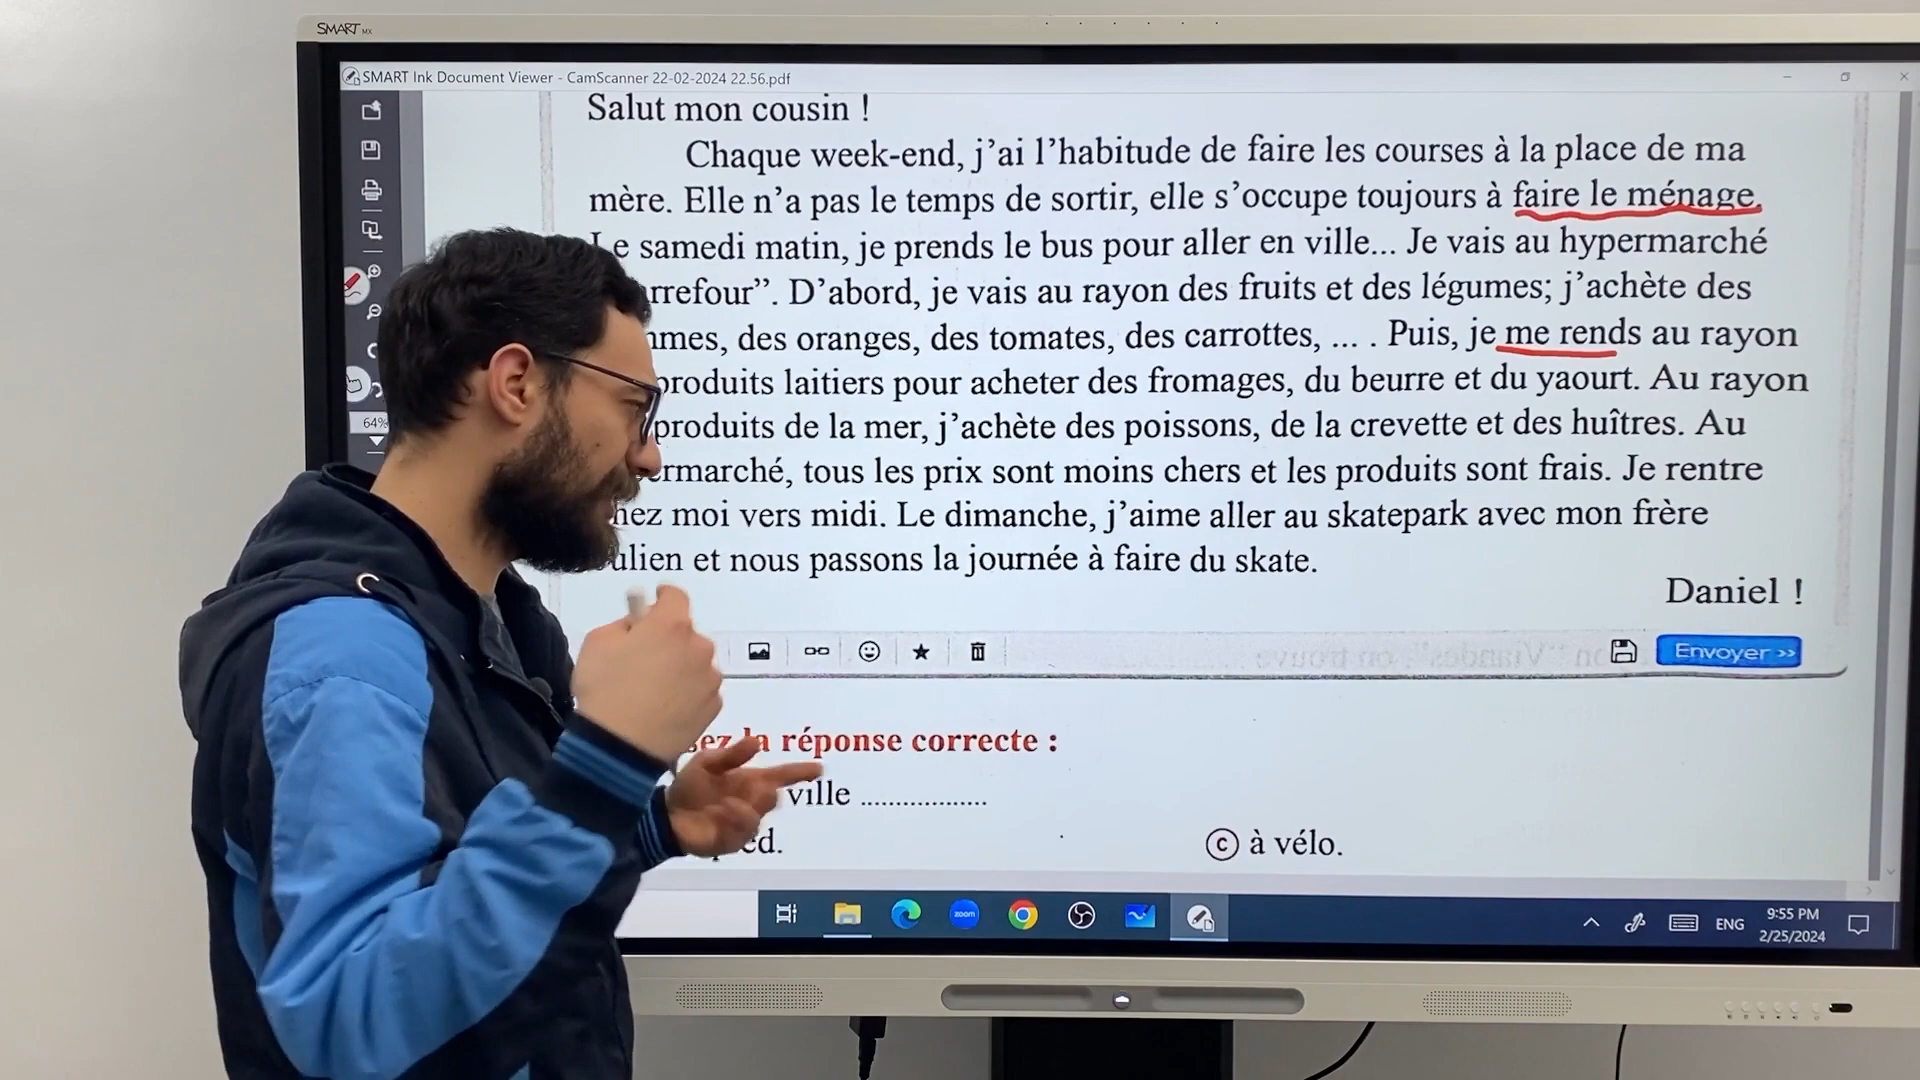 SMART MX
SMART Ink Document Viewer - CamScanner 22-02-2024 22.56.pdf
Salut mon cousin !
Chaque week-end, j’ai l’habitude de faire les courses à la place de ma
mère. Elle n’a pas le temps de sortir, elle s’occupe toujours à faire le ménage.
Le samedi matin, je prends le bus pour aller en ville... Je vais au hypermarché
rrefour”. D’abord, je vais au rayon des fruits et des légumes; j’achète des
mmes, des oranges, des tomates, des carrottes, ... . Puis, je me rends au rayon
produits laitiers pour acheter des fromages, du beurre et du yaourt. Au rayon
produits de la mer, j’achète des poissons, de la crevette et des huîtres. Au
ermarché, tous les prix sont moins chers et les produits sont frais. Je rentre
hez moi vers midi. Le dimanche, j’aime aller au skatepark avec mon frère
ulien et nous passons la journée à faire du skate.
Daniel !
Envoyer >>
sez la réponse correcte :
ville ..................
ed.
c à vélo.
64%
zoom
ENG
9:55 PM
2/25/2024